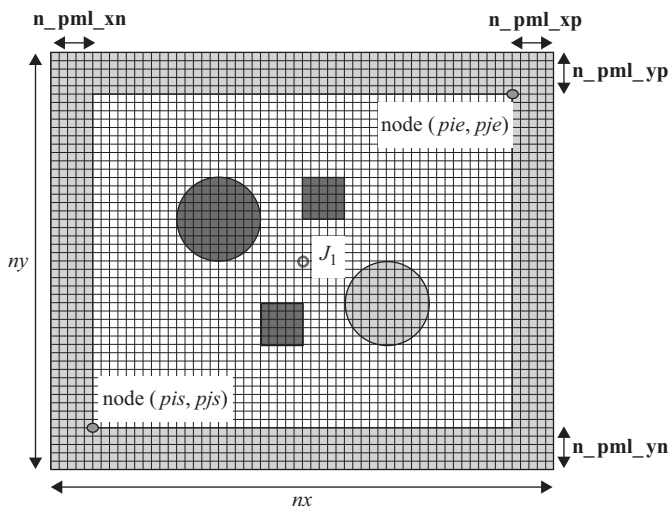 n_pml_xn
n_pml_xp
n_pml_yp
node (pie, pje)
J1
ny
node (pis, pjs)
n_pml_yn
nx